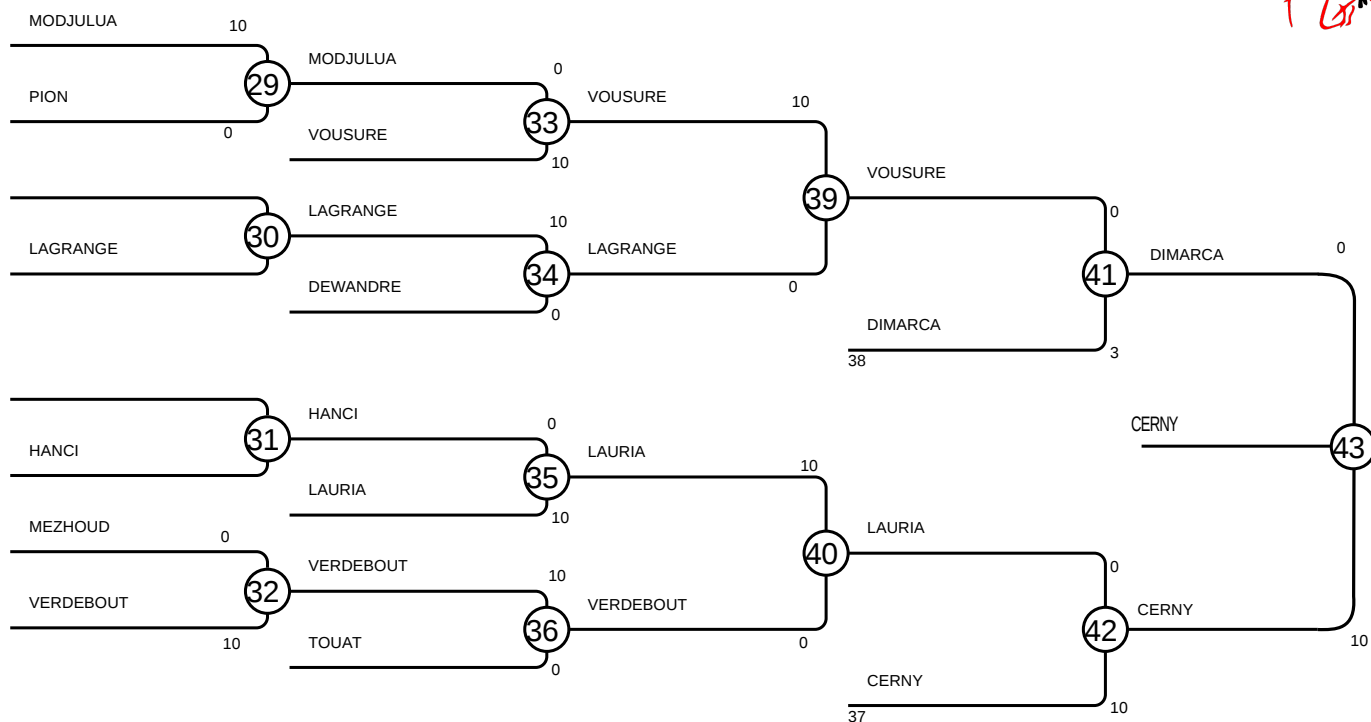 MODJULUA
10
29
PION
0
MODJULUA
0
33
VOUSURE
10
VOUSURE
10
30
LAGRANGE
LAGRANGE
10
34
DEWANDRE
0
LAGRANGE
0
39
VOUSURE
0
41
DIMARCA
38
3
DIMARCA
0
31
HANCI
HANCI
0
35
LAURIA
10
LAURIA
10
MEZHOUD
0
32
VERDEBOUT
10
VERDEBOUT
10
36
TOUAT
0
VERDEBOUT
0
40
LAURIA
0
42
CERNY
37
10
CERNY
10
CERNY
43